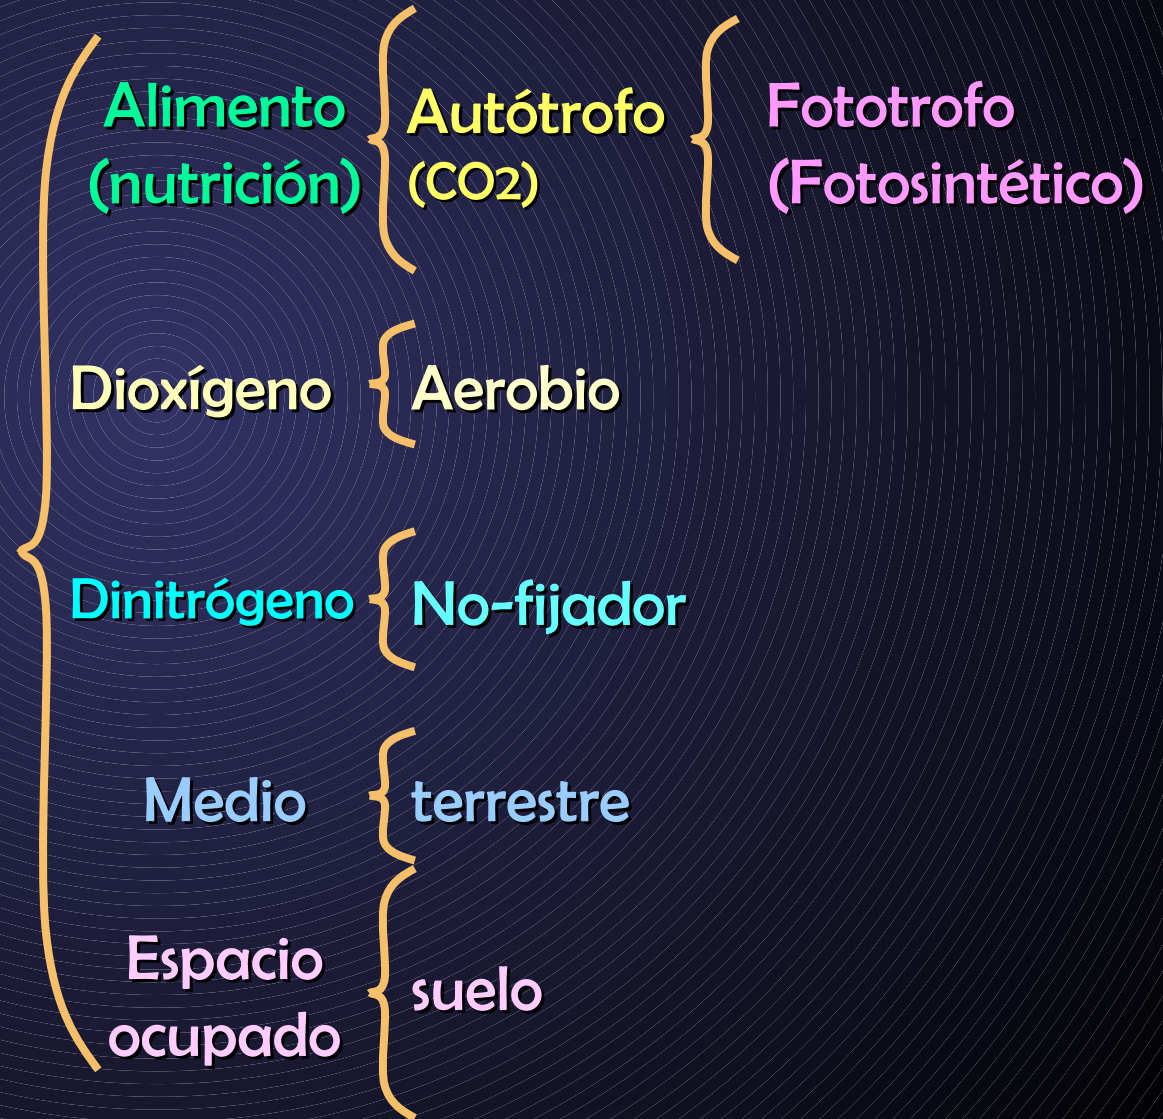 Alimento
(nutrición)
Autótrofo
(CO2)
Fototrofo
(Fotosintético)
Dioxígeno
Aerobio
Dinitrógeno
No-fijador
Medio
terrestre
Espacio
ocupado
suelo